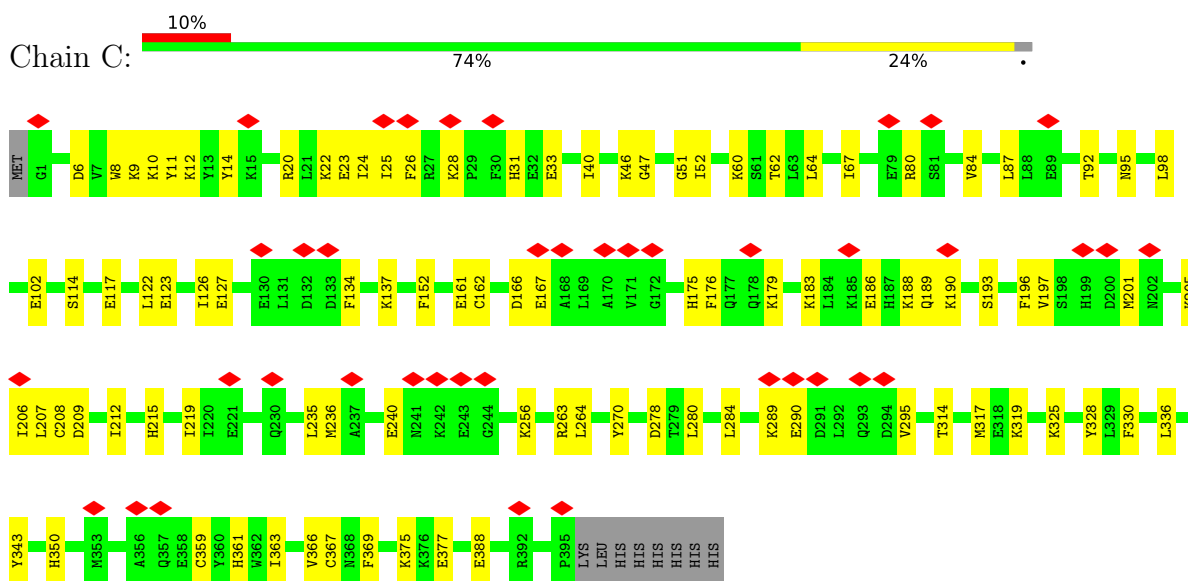 10%
Chain C:
74% 24% .
MET G1 D6 V7 W8 K9 K10 Y11 K12 Y13 Y14 K15 R20 L21 K22 E23 I24 I25 F26 R27 K28 P29 F30 H31 E32 E33 I40 K46 G47 G51 I52 K60 S61 T62 L63 L64 I67 E79 R80 S81 V84 L87 L88 E89 T92 N95 L98
E102 S114 E117 L122 E123 I126 E127 E130 L131 D132 D133 F134 K137 F152 E161 C162 D166 E167 A168 L169 A170 V171 G172 H175 F176 Q177 Q178 K179 K183 L184 K185 E186 H187 K188 Q189 K190 S193 F196 V197 S198 H199 D200 M201 N202
I206 L207 C208 D209 I212 H215 I219 I220 E221 Q230 L235 M236 A237 E240 N241 K242 E243 G244 K256 R263 L264 Y270 D278 T279 L280 L284 K289 E290 D291 L292 Q293 D294 V295 T314 M317 E318 K319 K325 Y328 L329 F330 L336
Y343 H350 M353 A356 Q357 E358 C359 Y360 H361 W362 I363 V366 C367 N368 F369 K375 K376 E377 E388 R392 P395 LYS LEU HIS HIS HIS HIS HIS HIS